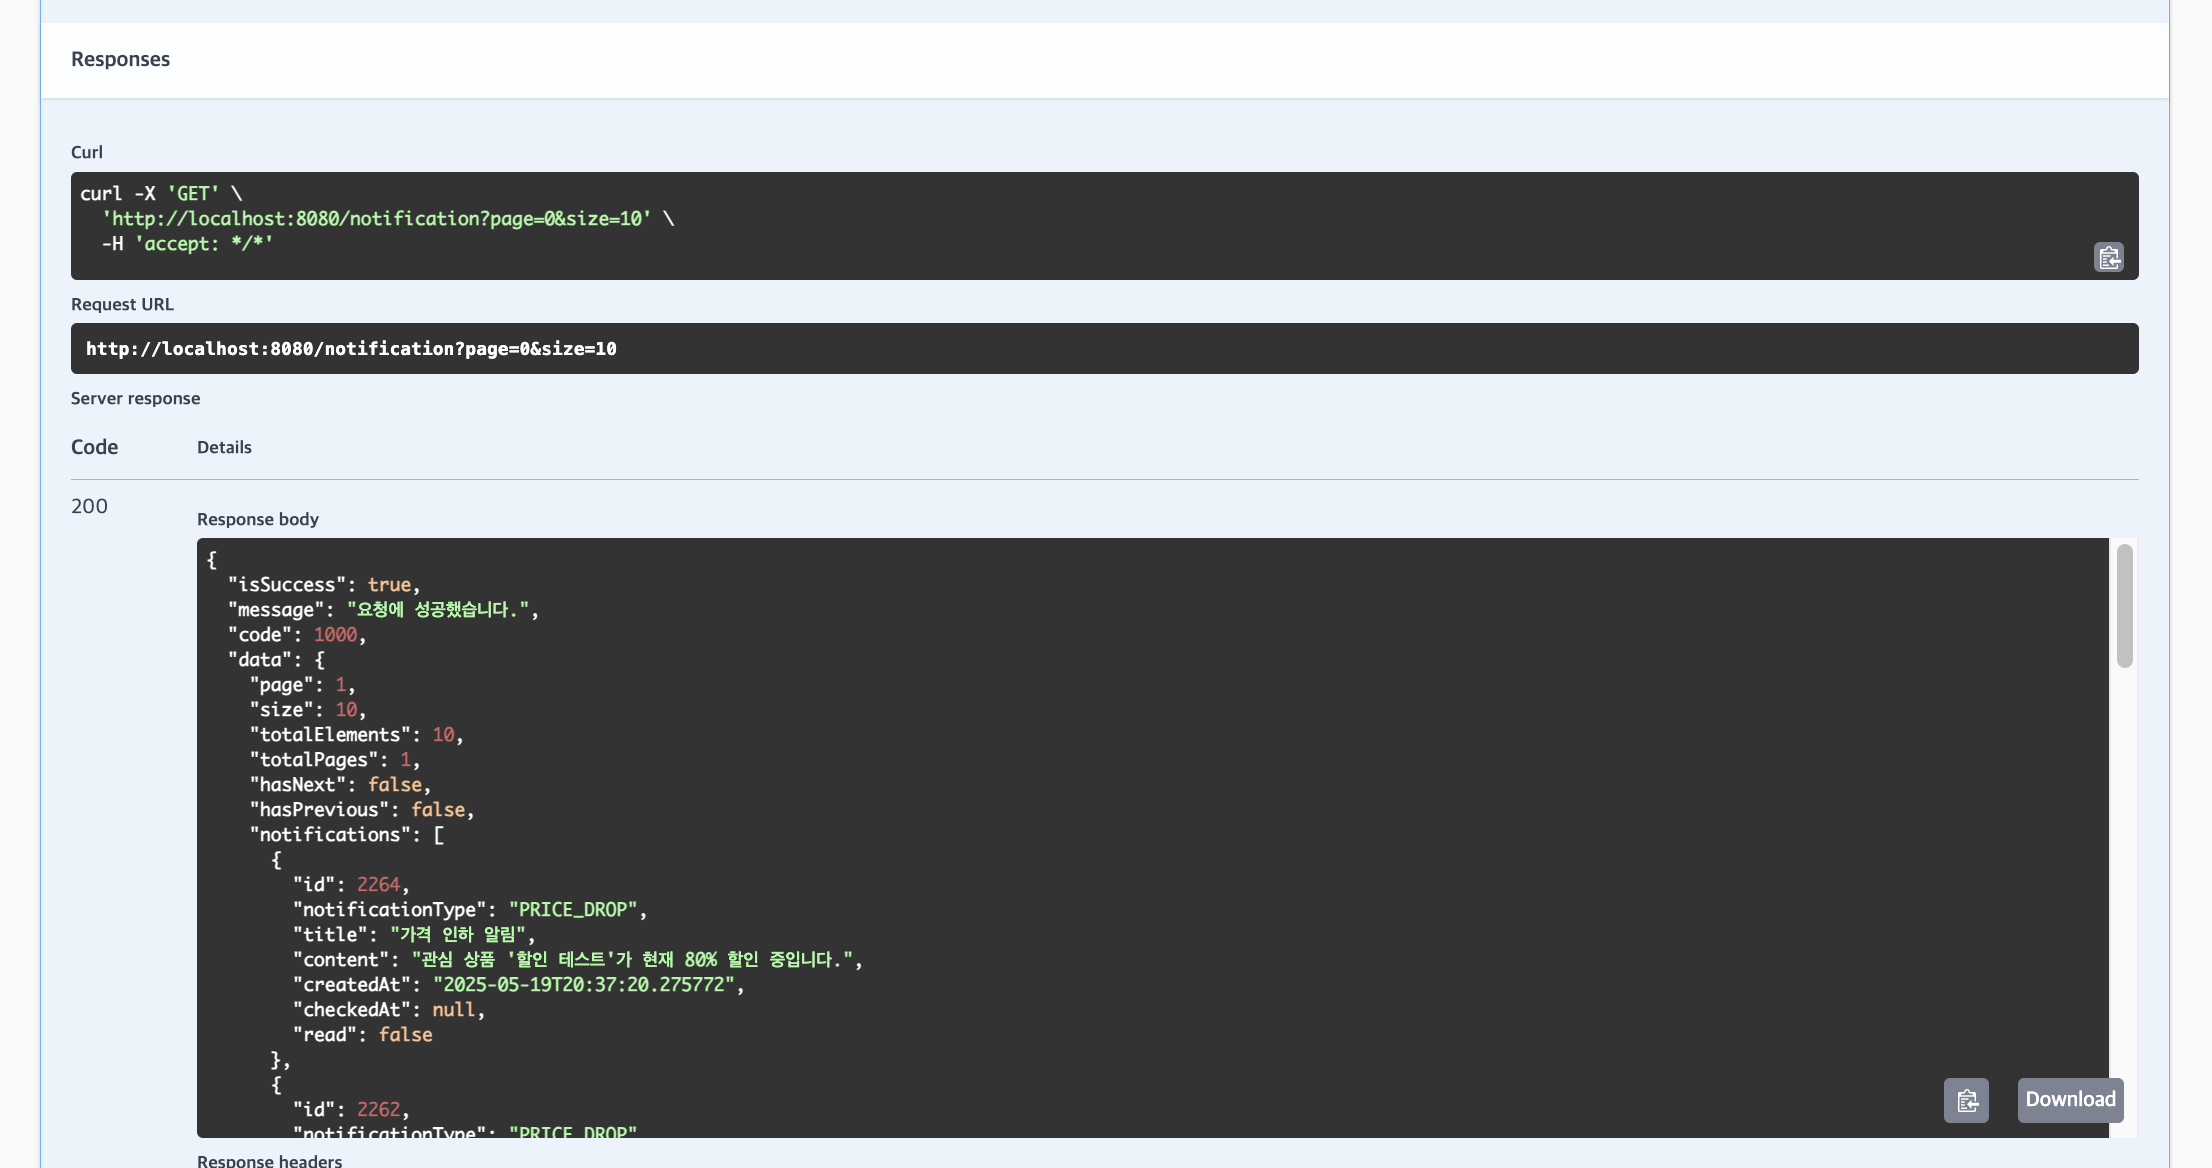 Responses
Curl
curl -X 'GET' \
  'http://localhost:8080/notification?page=0&size=10' \
  -H 'accept: */*'
Request URL
http://localhost:8080/notification?page=0&size=10
Server response
Code Details
200
Response body
{
  "isSuccess": true,
  "message": "요청에 성공했습니다.",
  "code": 1000,
  "data": {
    "page": 1,
    "size": 10,
    "totalElements": 10,
    "totalPages": 1,
    "hasNext": false,
    "hasPrevious": false,
    "notifications": [
      {
        "id": 2264,
        "notificationType": "PRICE_DROP",
        "title": "가격 인하 알림",
        "content": "관심 상품 '할인 테스트'가 현재 80% 할인 중입니다.",
        "createdAt": "2025-05-19T20:37:20.275772",
        "checkedAt": null,
        "read": false
      },
      {
        "id": 2262,
        "notificationType": "PRICE_DROP"
Download
Response headers